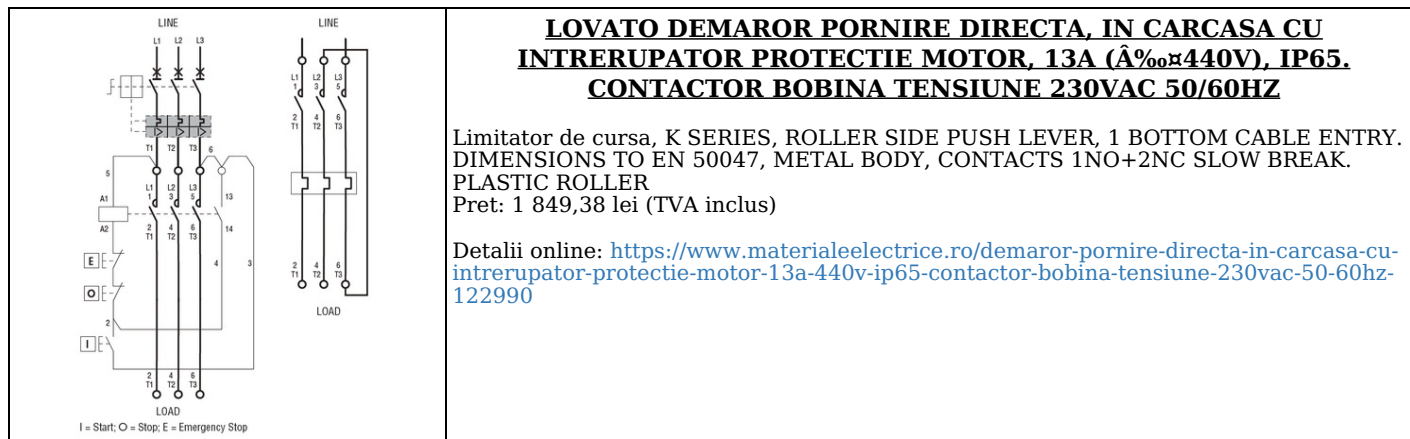 LINE
L1 L2 L3
T1 T2 T3 6
5
L1 L2 L3
A1 1 3 5 13
A2 2 4 6 14
T1 T2 T3
E 4 3
O
2
I
2 4 6
T1 T2 T3
LOAD
I = Start; O = Stop; E = Emergency Stop
LINE
L1 L2 L3
1 3 5
2 4 6
T1 T2 T3
2 4 6
T1 T2 T3
LOAD
LOVATO DEMAROR PORNIRE DIRECTA, IN CARCASA CU
INTRERUPATOR PROTECTIE MOTOR, 13A (Â‰¤440V), IP65.
CONTACTOR BOBINA TENSIUNE 230VAC 50/60HZ
Limitator de cursa, K SERIES, ROLLER SIDE PUSH LEVER, 1 BOTTOM CABLE ENTRY.
DIMENSIONS TO EN 50047, METAL BODY, CONTACTS 1NO+2NC SLOW BREAK.
PLASTIC ROLLER
Pret: 1 849,38 lei (TVA inclus)
Detalii online: https://www.materialeelectrice.ro/demaror-pornire-directa-in-carcasa-cu-
intrerupator-protectie-motor-13a-440v-ip65-contactor-bobina-tensiune-230vac-50-60hz-
122990